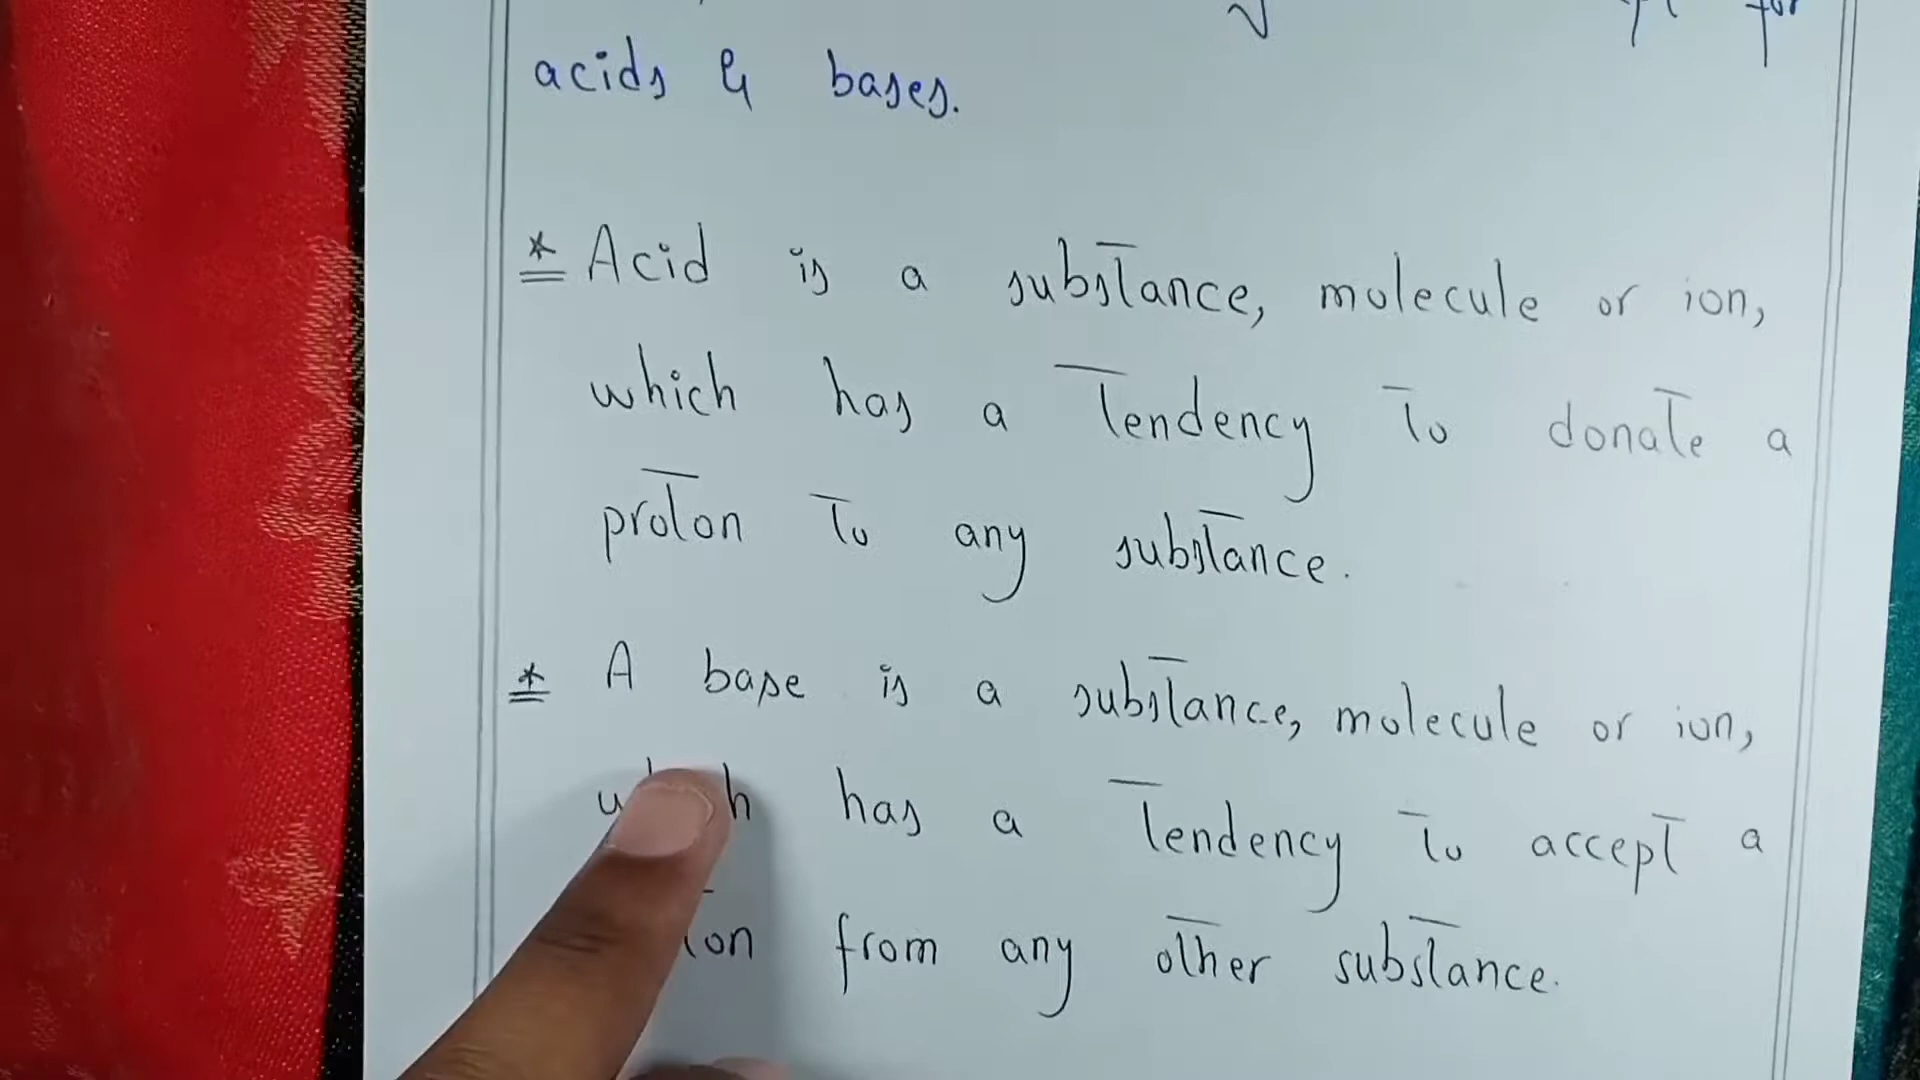 for
acids & bases.
* Acid is a substance, molecule or ion,
which has a tendency to donate a
proton to any substance.
* A base is a substance, molecule or ion,
has a tendency to accept a
from any other substance.